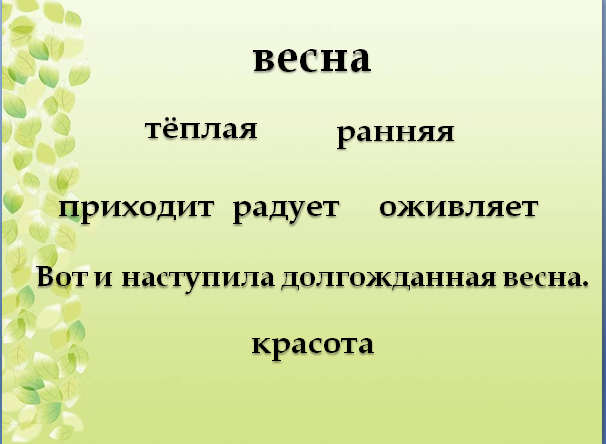 весна
тёплая ранняя
приходит радует оживляет
Вот и наступила долгожданная весна.
красота